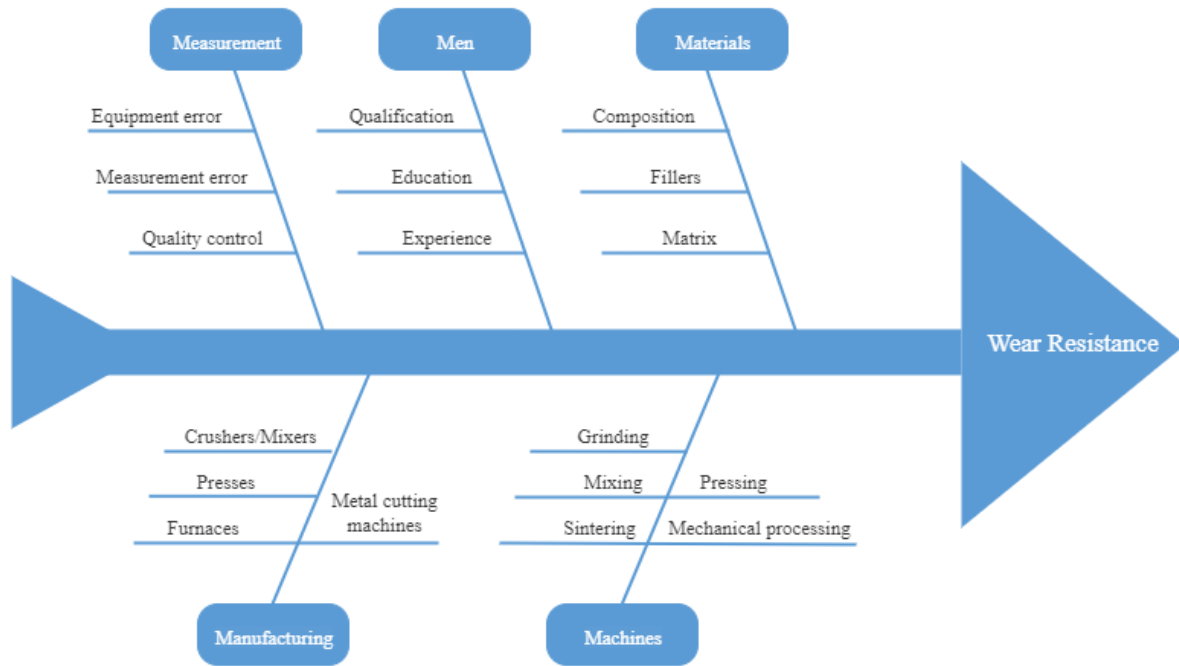 Measurement
Men
Materials
Equipment error
Qualification
Composition
Measurement error
Education
Fillers
Quality control
Experience
Matrix
Wear Resistance
Crushers/Mixers
Grinding
Presses
Metal cutting
machines
Mixing
Pressing
Furnaces
Sintering
Mechanical processing
Manufacturing
Machines